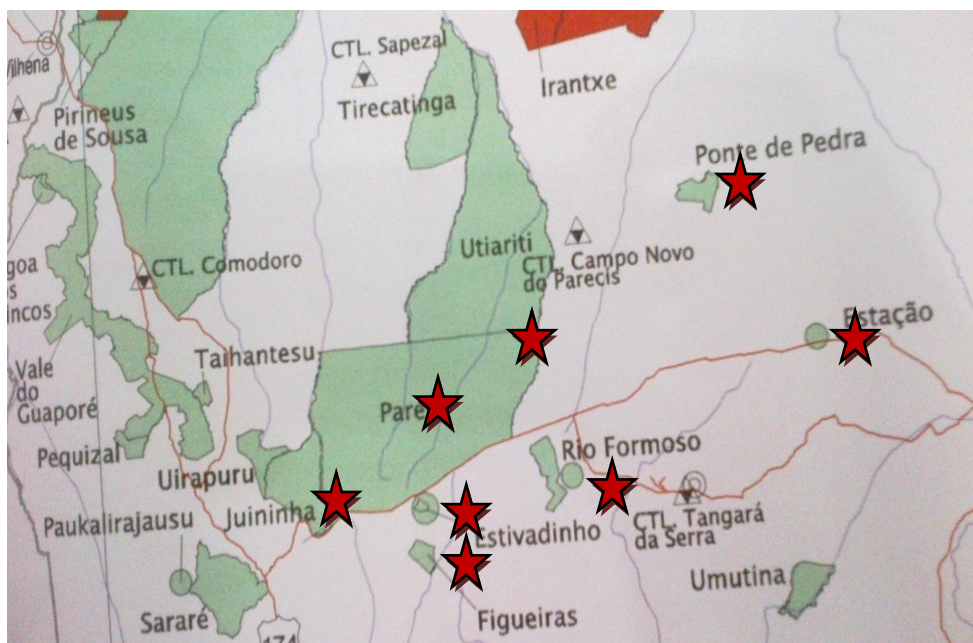 CTL. Sapezal
Vilhena
Irantxe
Tirecatinga
Pirineus
de Sousa
Ponte de Pedra
Utiariti
CTL. Campo Novo
do Parecis
CTL. Comodoro
Estação
Taihantesu
Vale
do
Guaporé
Pare
Pequizal
Rio Formoso
Uirapuru
Juininha
Paukalirajausu
CTL. Tangará
da Serra
Estivadinho
Umutina
Figueiras
Sararé
174